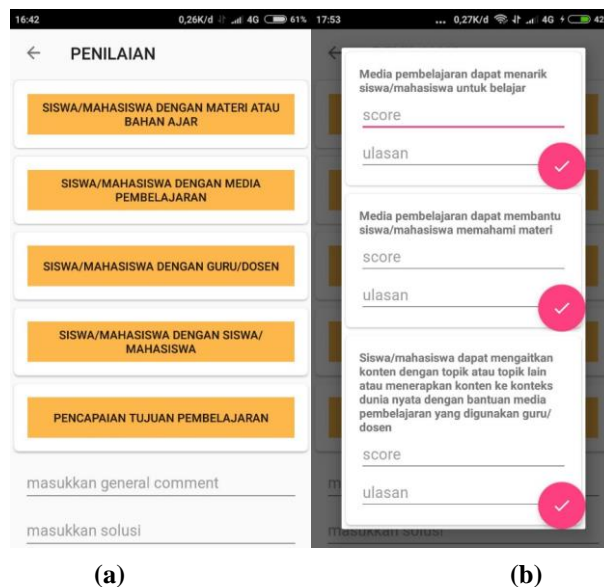 16:42 0,26K/d 4G 61%
PENILAIAN
SISWA/MAHASISWA DENGAN MATERI ATAU
BAHAN AJAR
SISWA/MAHASISWA DENGAN MEDIA
PEMBELAJARAN
SISWA/MAHASISWA DENGAN GURU/DOSEN
SISWA/MAHASISWA DENGAN SISWA/
MAHASISWA
PENCAPAIAN TUJUAN PEMBELAJARAN
masukkan general comment
masukkan solusi
(a)
17:53 ... 0,27K/d 4G 42
Media pembelajaran dapat menarik
siswa/mahasiswa untuk belajar
score
ulasan
Media pembelajaran dapat membantu
siswa/mahasiswa memahami materi
score
ulasan
Siswa/mahasiswa dapat mengaitkan
konten dengan topik atau topik lain
atau menerapkan konten ke konteks
dunia nyata dengan bantuan media
pembelajaran yang digunakan guru/
dosen
score
ulasan
masukkan solusi
(b)